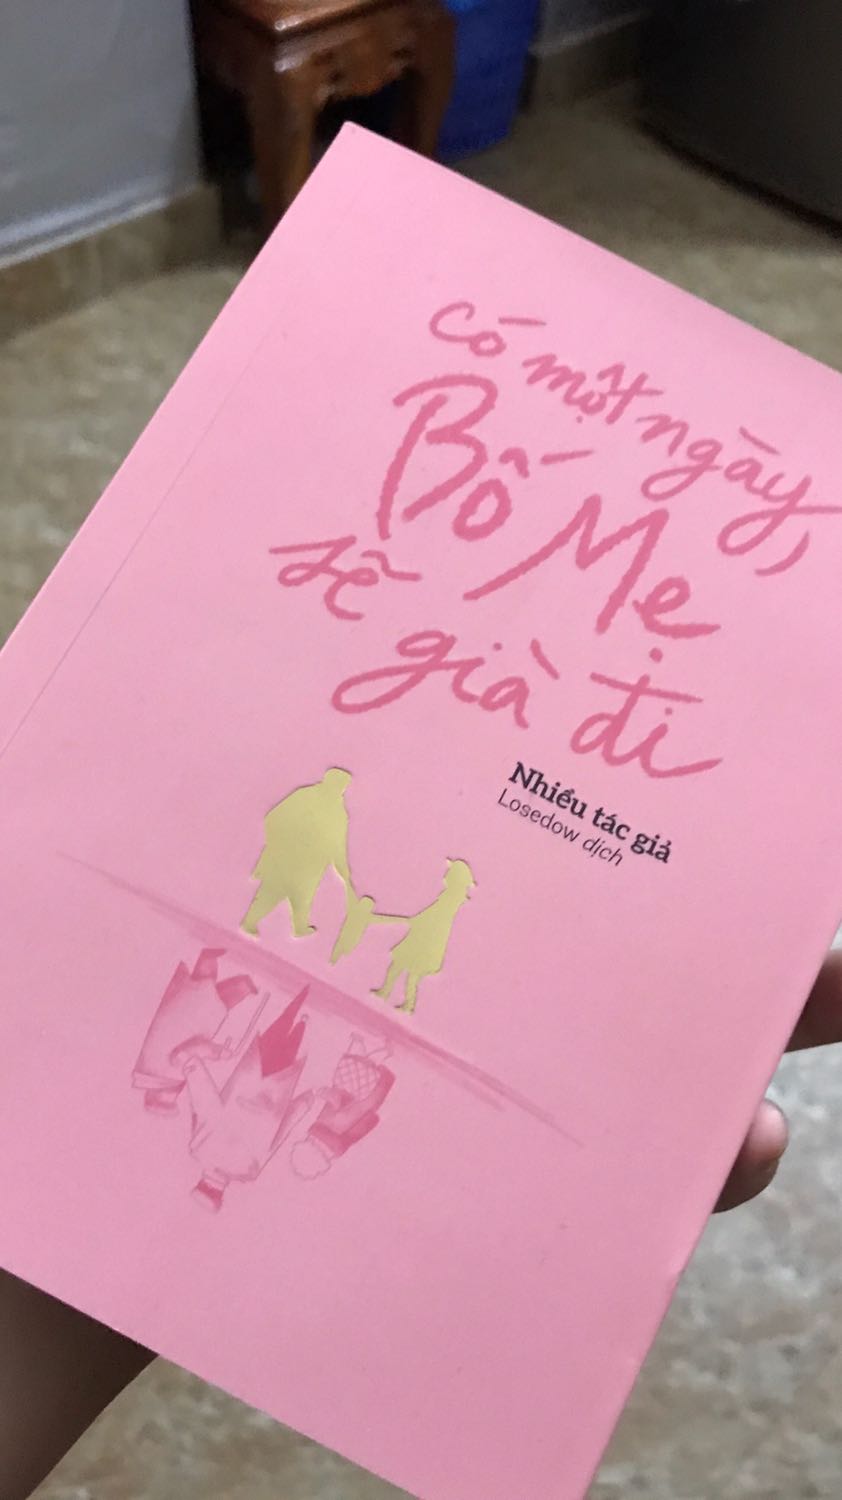 có một ngày,
Bố Mẹ
sẽ già đi
Nhiều tác giả
Losedow dịch